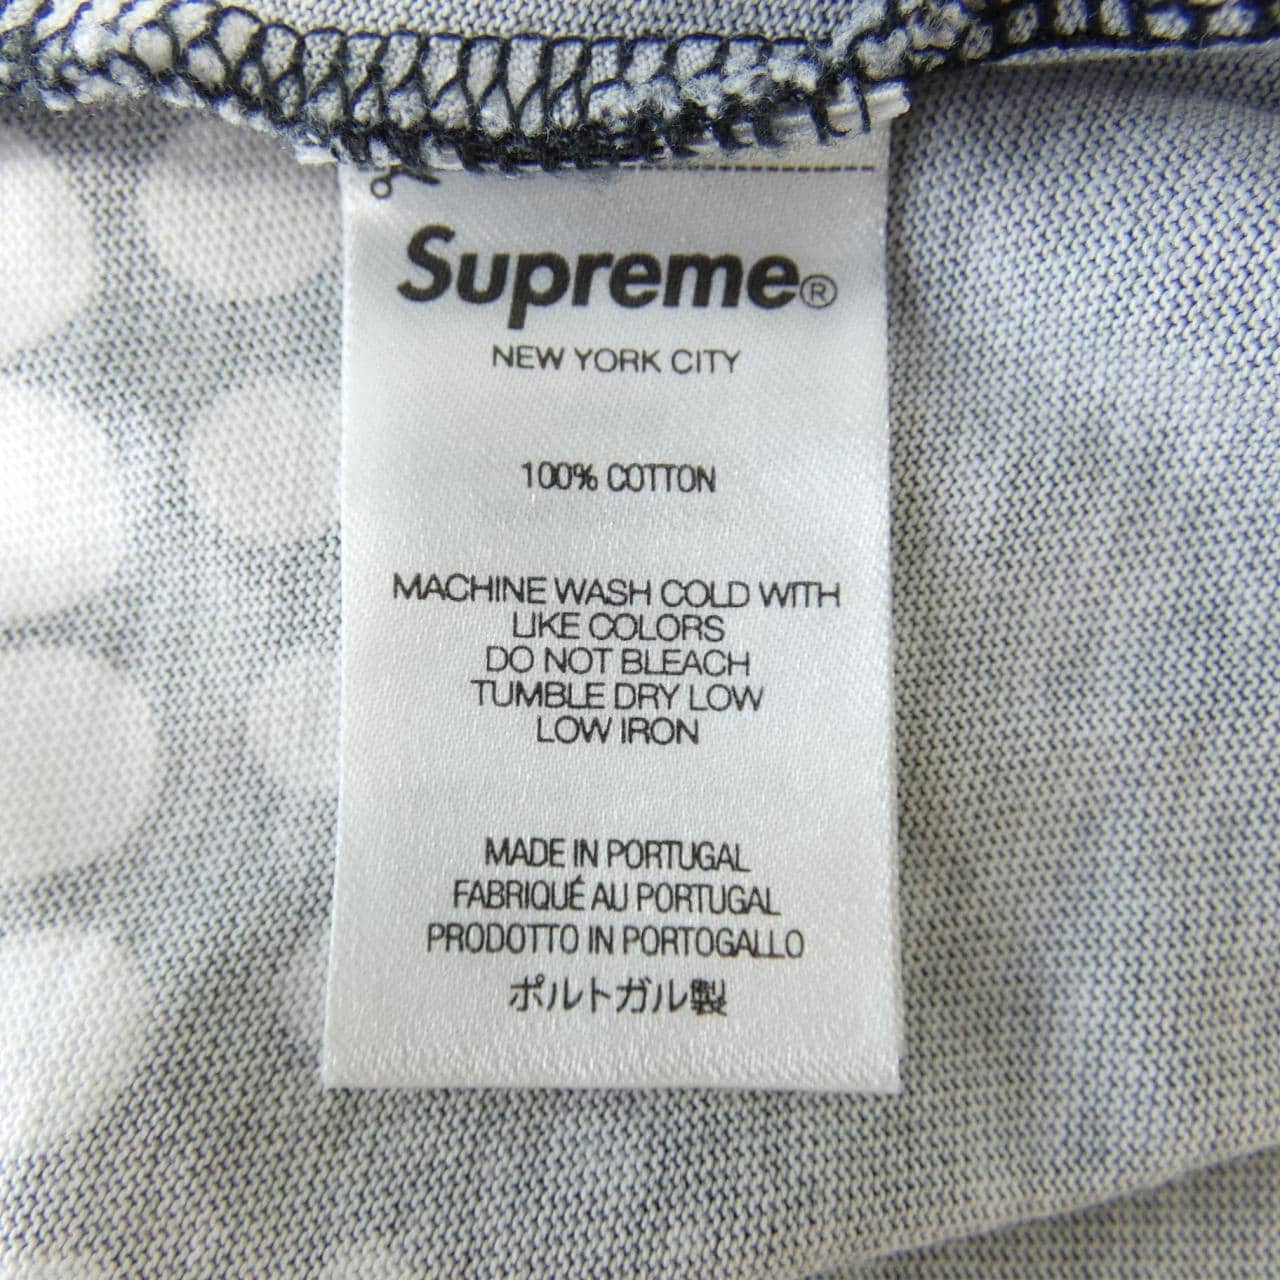 Supreme®
NEW YORK CITY
100% COTTON
MACHINE WASH COLD WITH
LIKE COLORS
DO NOT BLEACH
TUMBLE DRY LOW
LOW IRON
MADE IN PORTUGAL
FABRIQUÉ AU PORTUGAL
PRODOTTO IN PORTOGALLO
ポルトガル製